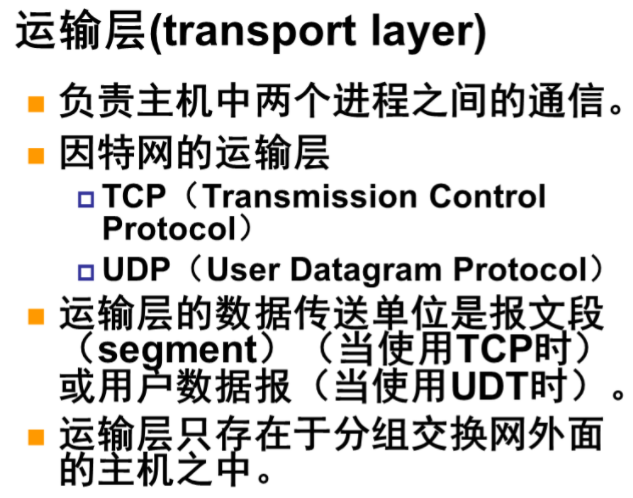 运输层(transport layer)
负责主机中两个进程之间的通信。
因特网的运输层
TCP（Transmission Control
Protocol）
UDP（User Datagram Protocol）
运输层的数据传送单位是报文段
（segment）（当使用TCP时）
或用户数据报（当使用UDT时）。
运输层只存在于分组交换网外面
的主机之中。